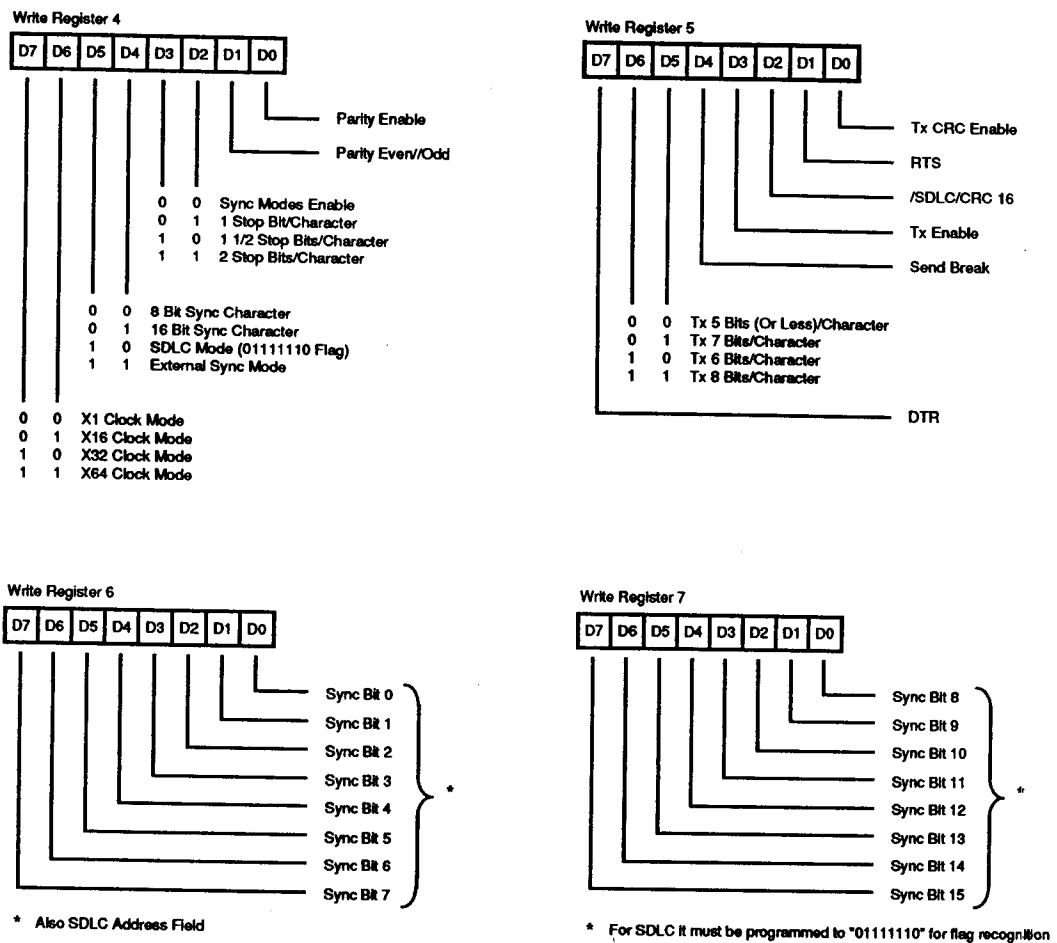 Write Register 4
D7 D6 D5 D4 D3 D2 D1 D0
Parity Enable
Parity Even//Odd
0 0 Sync Modes Enable
0 1 1 Stop Bit/Character
1 0 1 1/2 Stop Bits/Character
1 1 2 Stop Bits/Character
0 0 8 Bit Sync Character
0 1 16 Bit Sync Character
1 0 SDLC Mode (01111110 Flag)
1 1 External Sync Mode
0 0 X1 Clock Mode
0 1 X16 Clock Mode
1 0 X32 Clock Mode
1 1 X64 Clock Mode
Write Register 5
D7 D6 D5 D4 D3 D2 D1 D0
Tx CRC Enable
RTS
/SDLC/CRC 16
Tx Enable
Send Break
0 0 Tx 5 Bits (Or Less)/Character
0 1 Tx 7 Bits/Character
1 0 Tx 6 Bits/Character
1 1 Tx 8 Bits/Character
DTR
Write Register 6
D7 D6 D5 D4 D3 D2 D1 D0
Sync Bit 0
Sync Bit 1
Sync Bit 2
Sync Bit 3
Sync Bit 4
Sync Bit 5
Sync Bit 6
Sync Bit 7
*
* Also SDLC Address Field
Write Register 7
D7 D6 D5 D4 D3 D2 D1 D0
Sync Bit 8
Sync Bit 9
Sync Bit 10
Sync Bit 11
Sync Bit 12
Sync Bit 13
Sync Bit 14
Sync Bit 15
*
* For SDLC it must be programmed to "01111110" for flag recognition